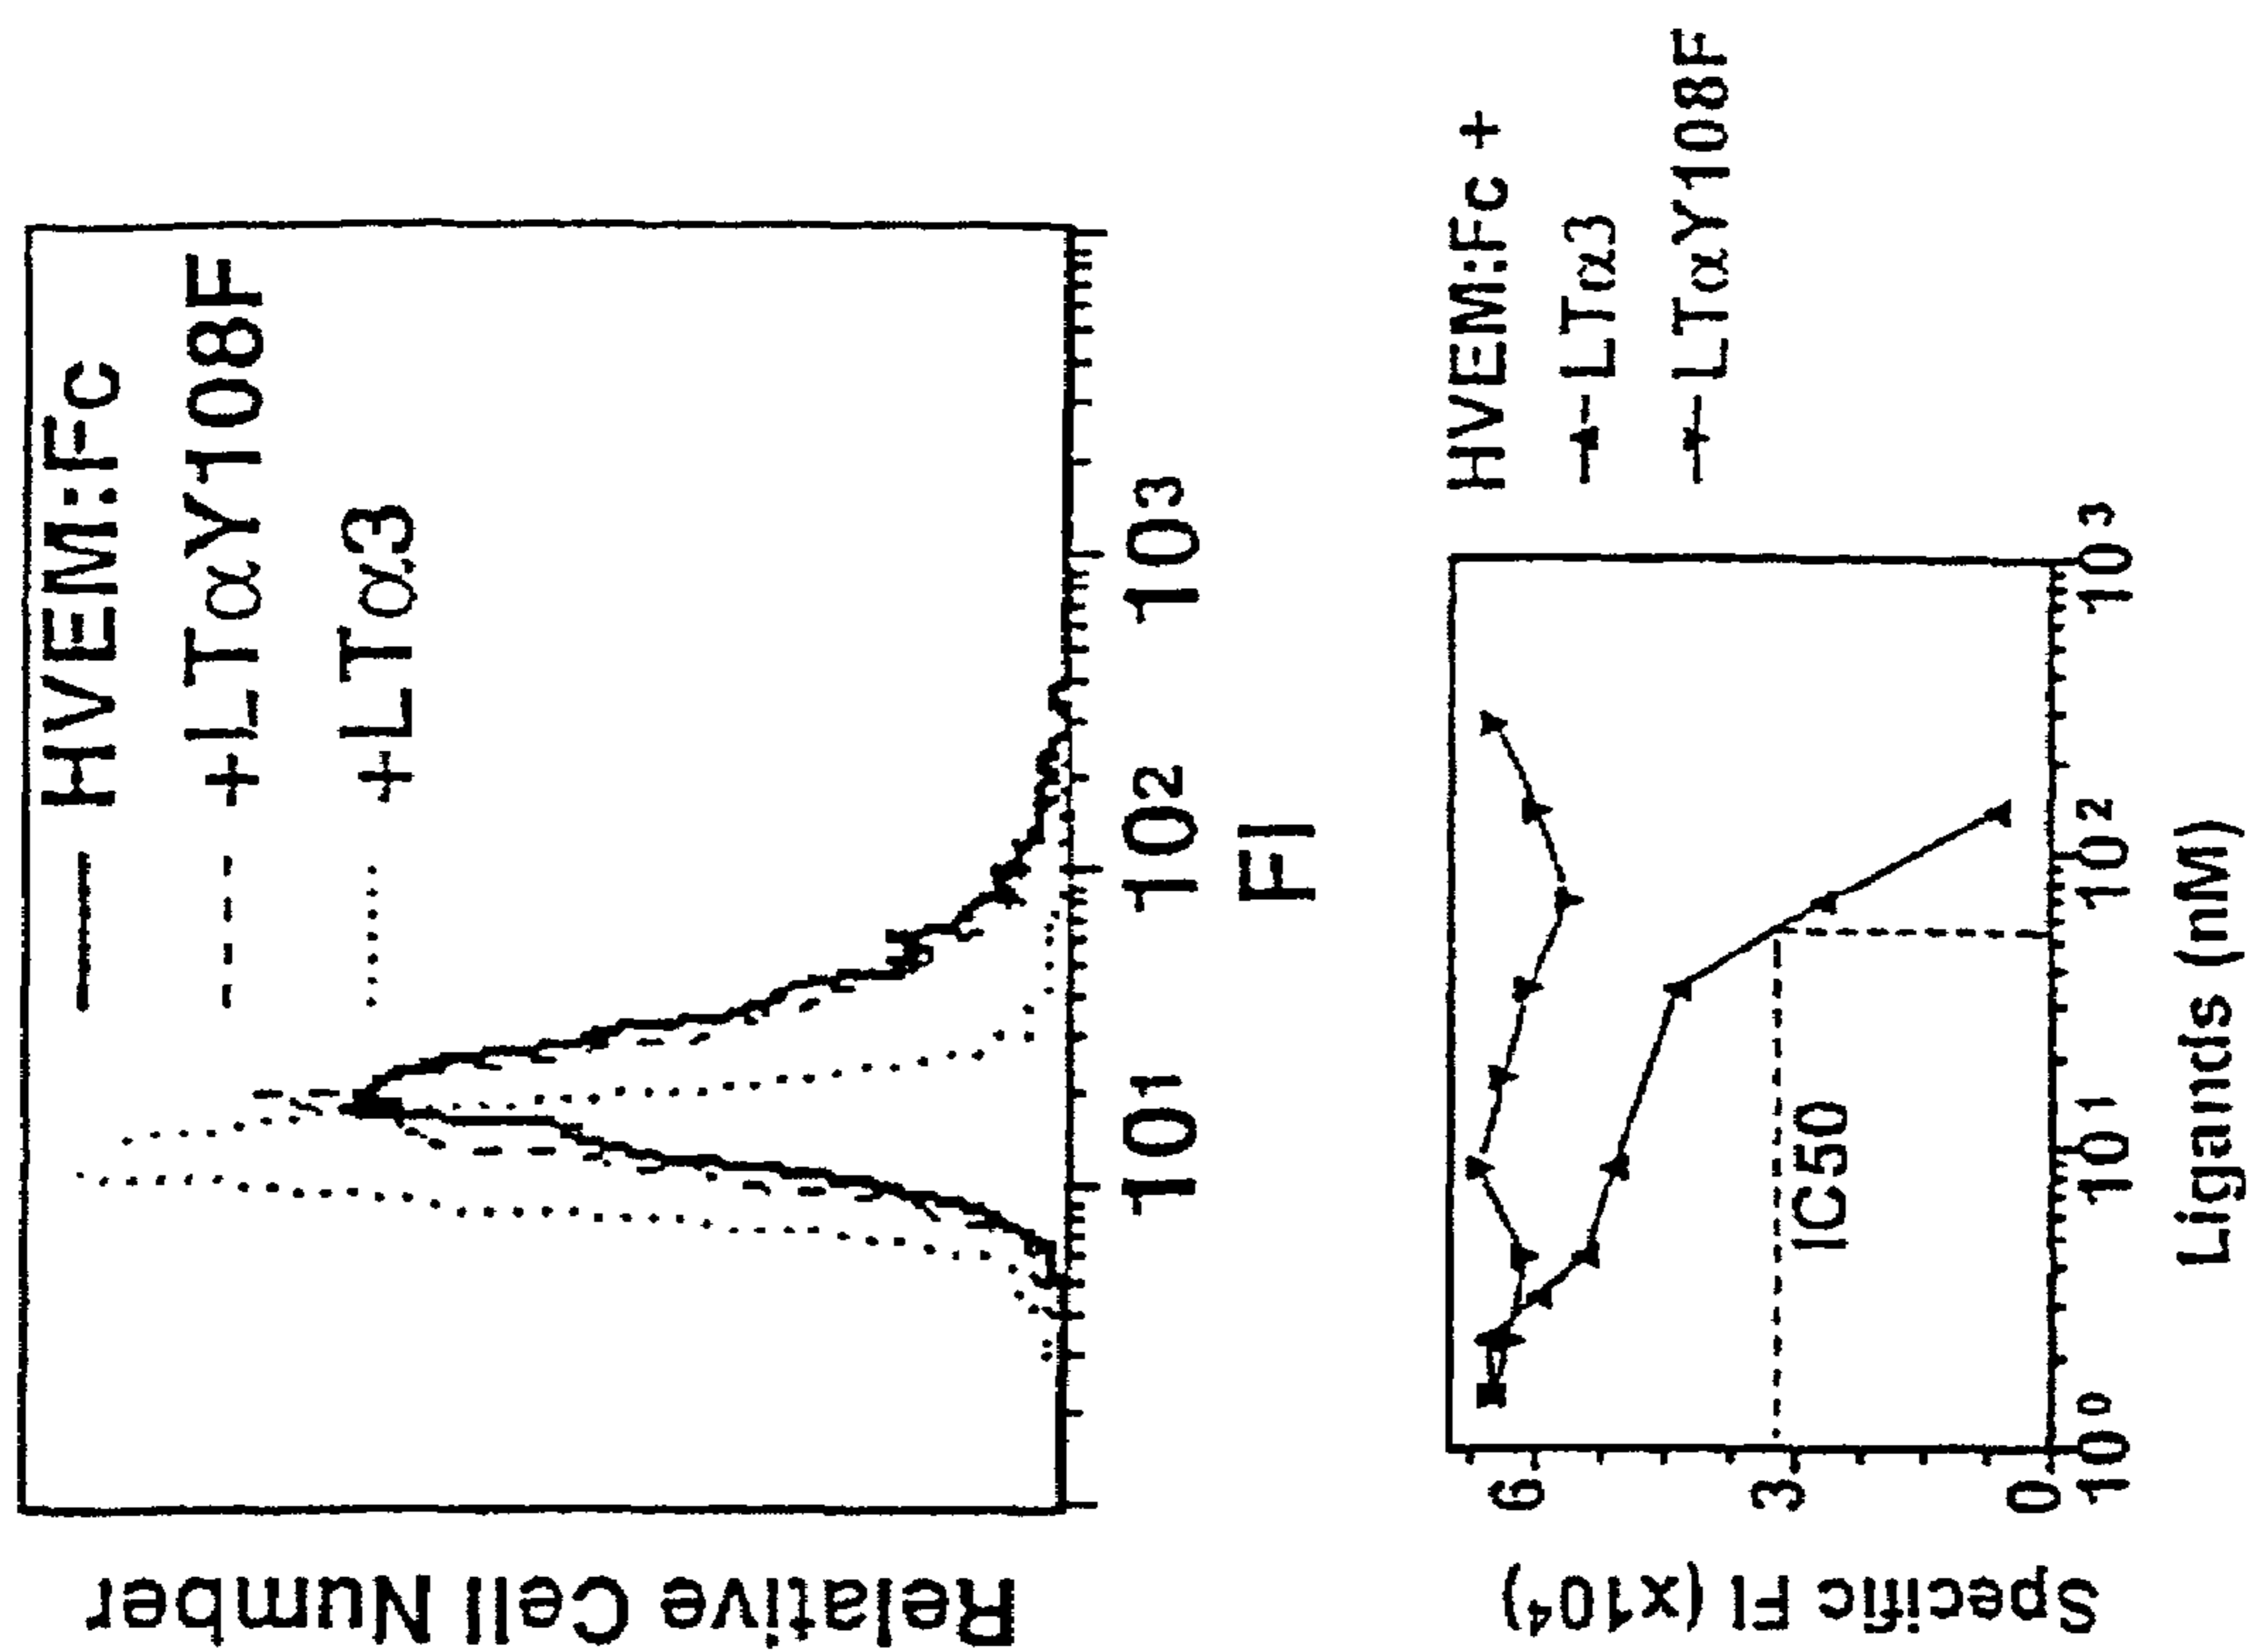 Relative Cell Number
HVEM:Fc
+LTαY108F
+LTα3
10¹ 10² 10³
FI
Specific FI (x10⁴)
6
3
0
IC50
10⁰ 10¹ 10² 10³
Ligands (nM)
HVEM:Fc +
LTα3
LTαY108F